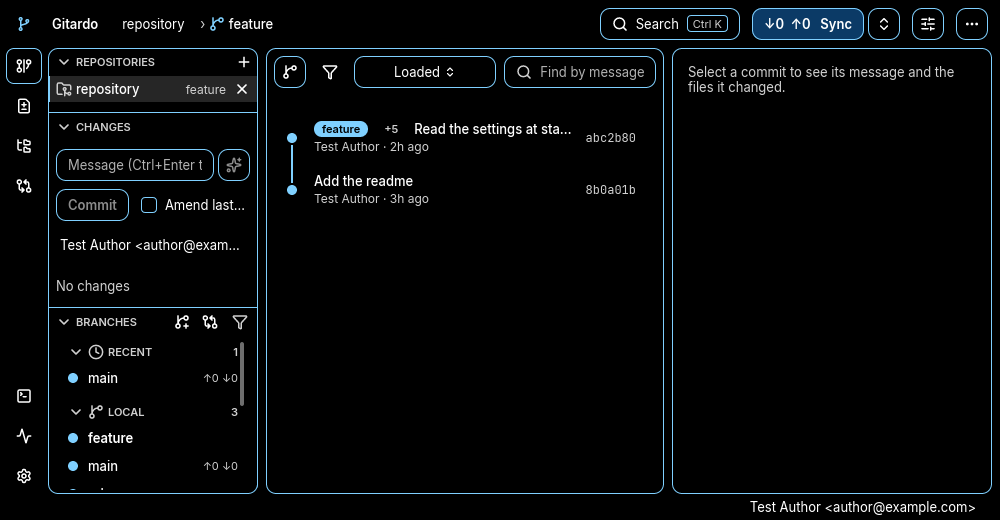 Gitardo repository › feature Search Ctrl K ↓0 ↑0 Sync
REPOSITORIES
repository feature
CHANGES
Message (Ctrl+Enter t
Commit Amend last...
Test Author <author@exam...
No changes
BRANCHES
RECENT 1
main ↑0 ↓0
LOCAL 3
feature
main ↑0 ↓0
Loaded Find by message
feature +5 Read the settings at sta... abc2b80
Test Author · 2h ago
Add the readme 8b0a01b
Test Author · 3h ago
Select a commit to see its message and the
files it changed.
Test Author <author@example.com>